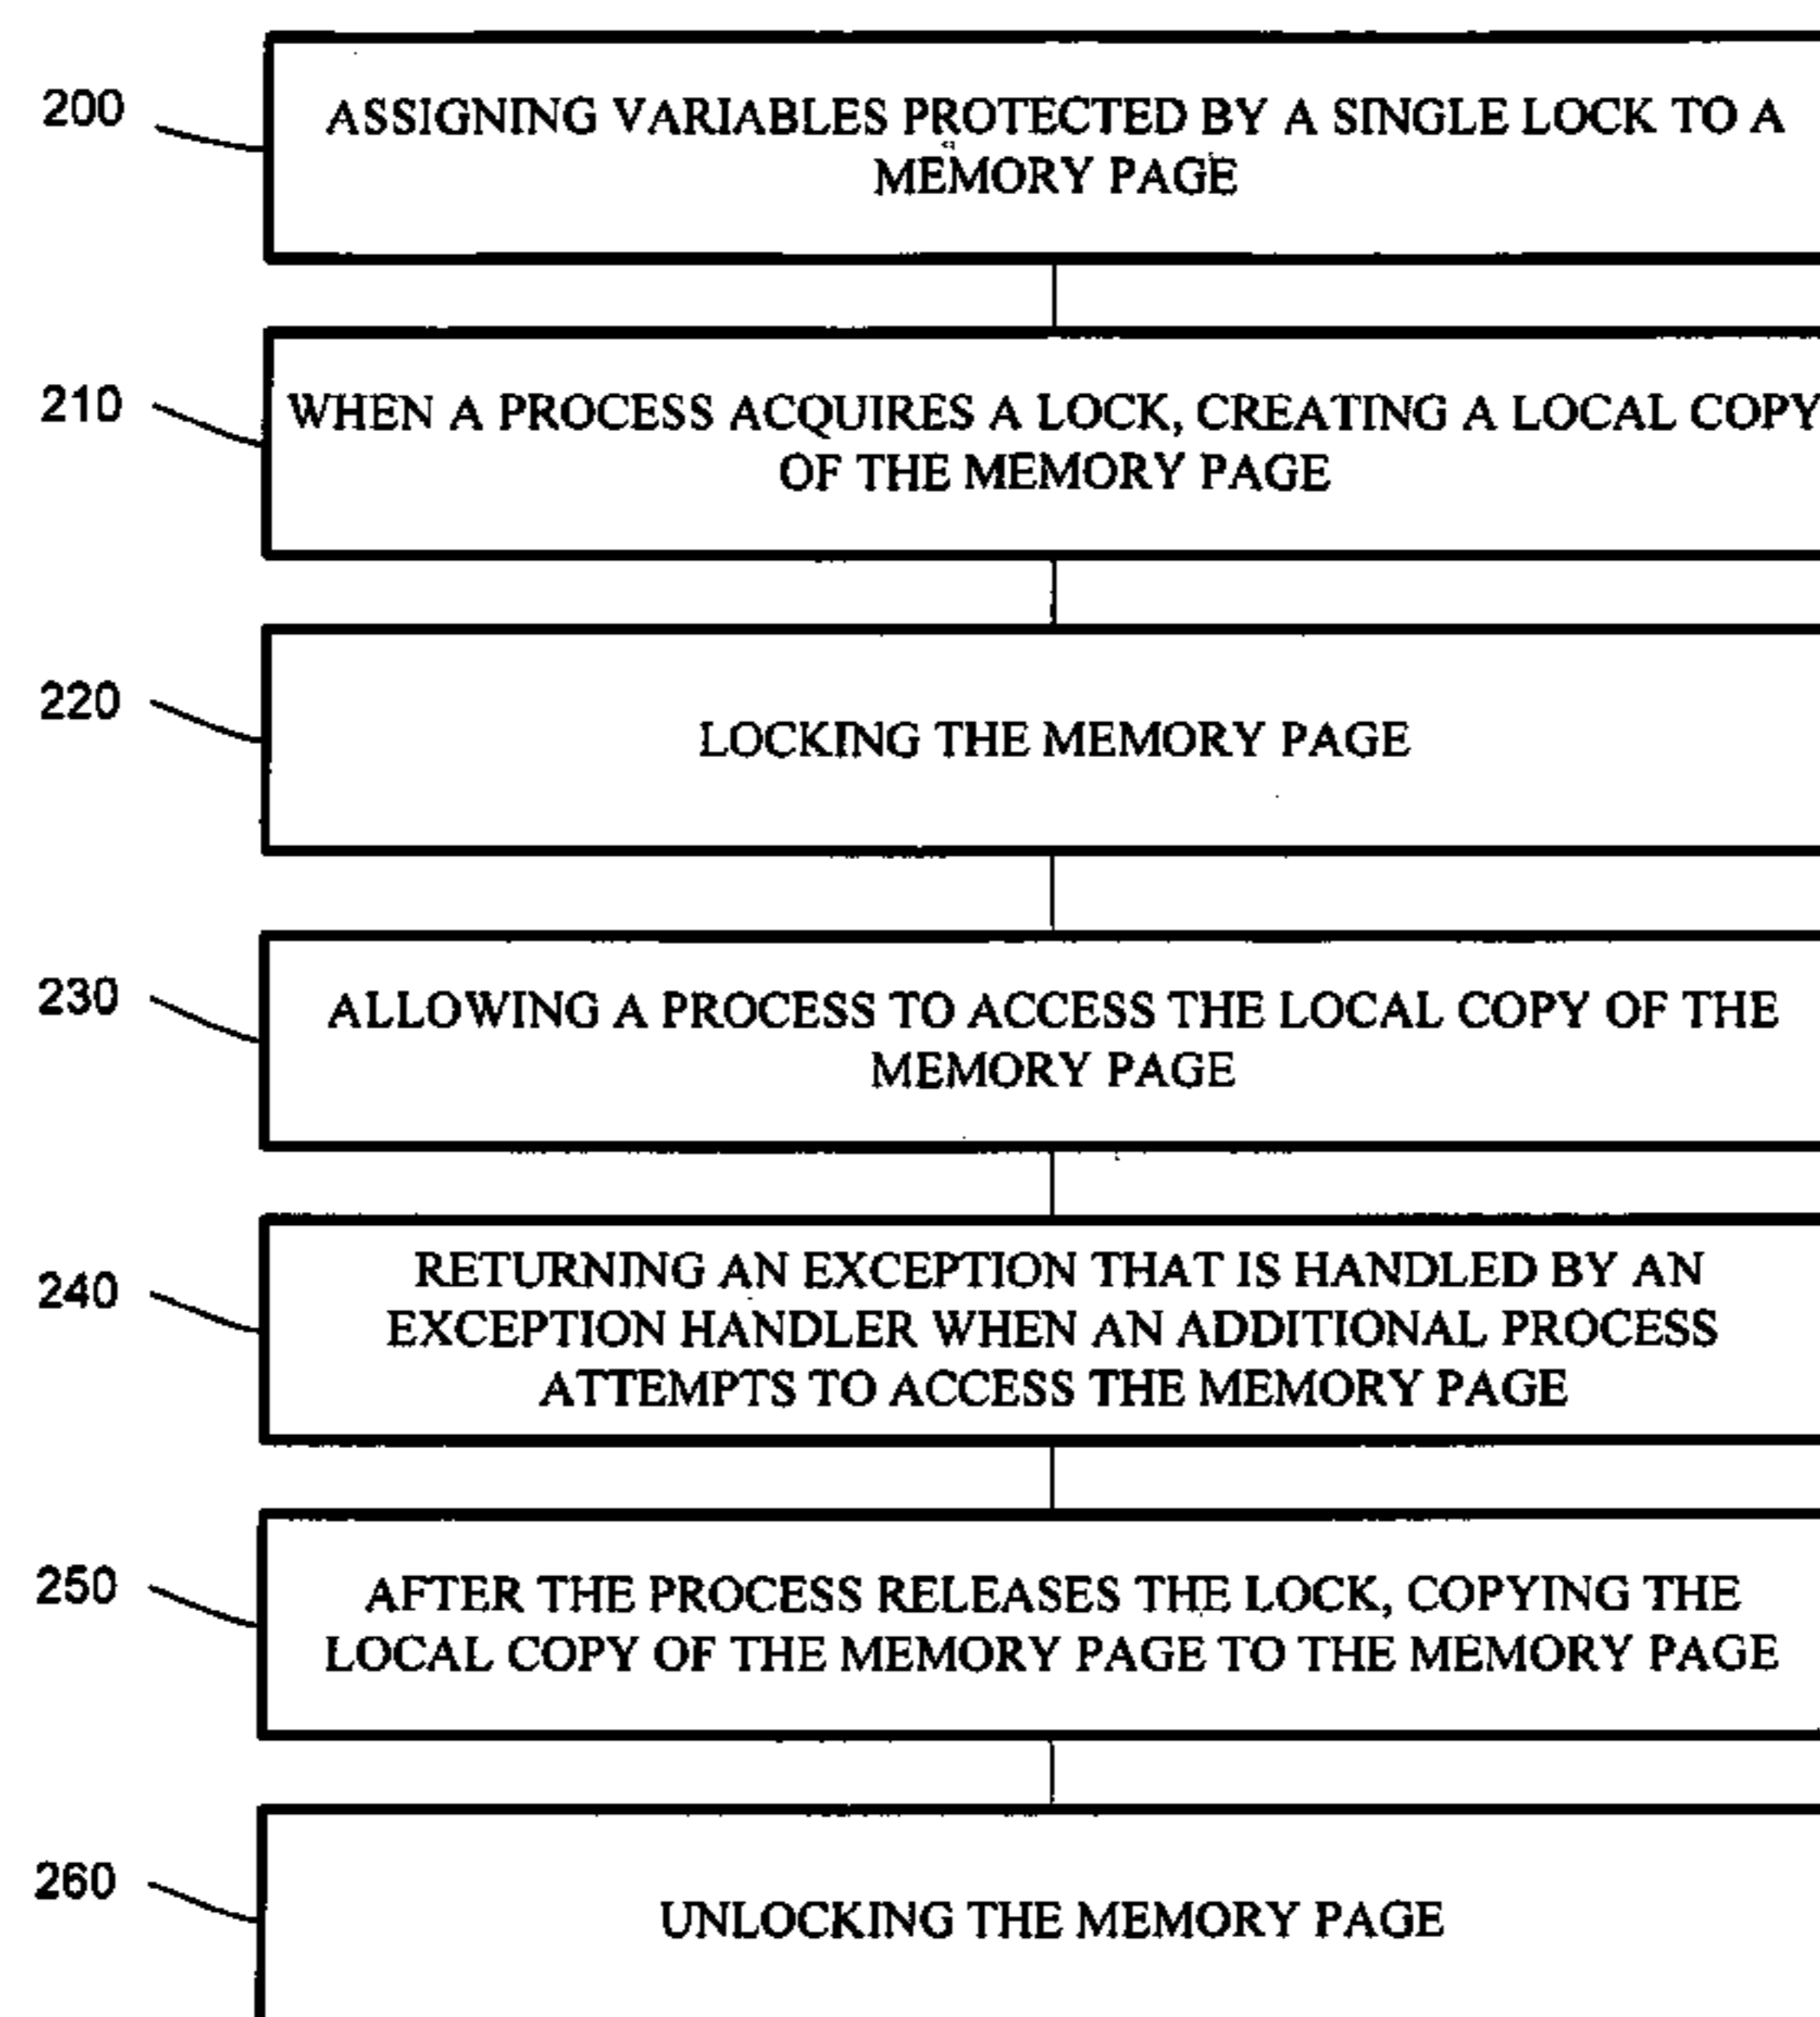 200
ASSIGNING VARIABLES PROTECTED BY A SINGLE LOCK TO A
MEMORY PAGE
210
WHEN A PROCESS ACQUIRES A LOCK, CREATING A LOCAL COPY
OF THE MEMORY PAGE
220
LOCKING THE MEMORY PAGE
230
ALLOWING A PROCESS TO ACCESS THE LOCAL COPY OF THE
MEMORY PAGE
240
RETURNING AN EXCEPTION THAT IS HANDLED BY AN
EXCEPTION HANDLER WHEN AN ADDITIONAL PROCESS
ATTEMPTS TO ACCESS THE MEMORY PAGE
250
AFTER THE PROCESS RELEASES THE LOCK, COPYING THE
LOCAL COPY OF THE MEMORY PAGE TO THE MEMORY PAGE
260
UNLOCKING THE MEMORY PAGE